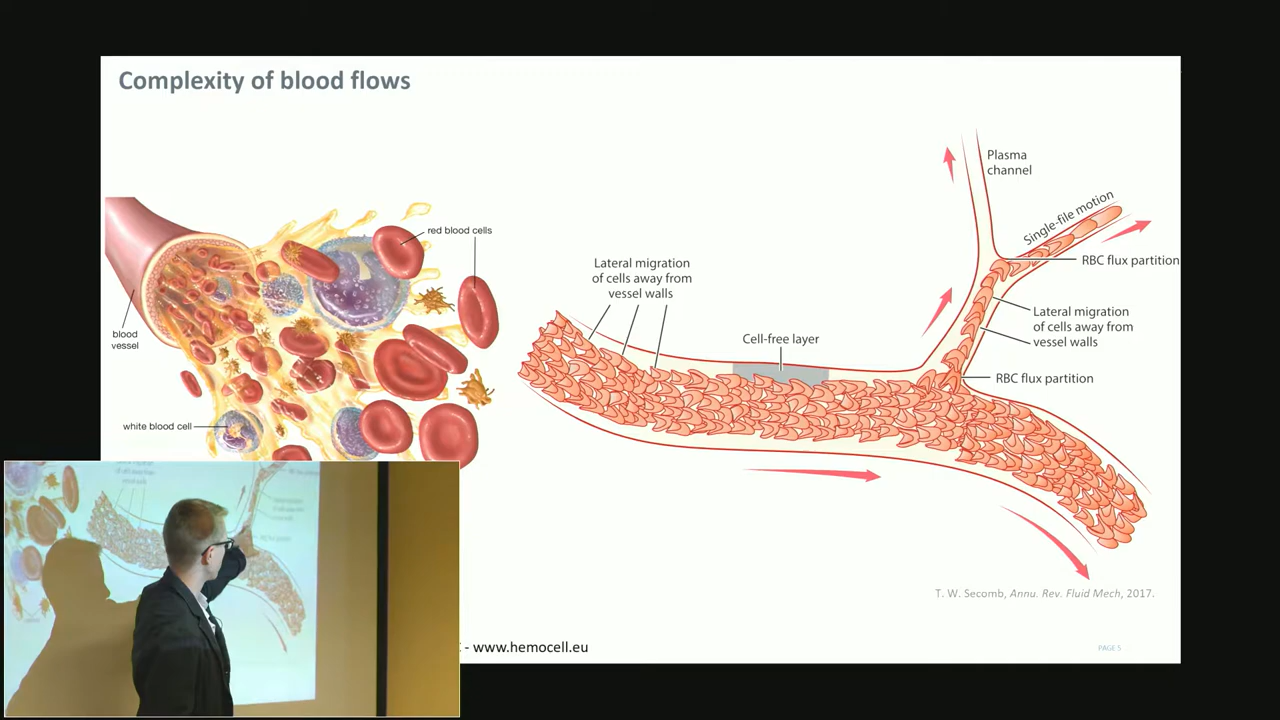 Complexity of blood flows
Plasma
channel
Single-file motion
red blood cells
RBC flux partition
Lateral migration
of cells away from
vessel walls
Lateral migration
of cells away from
vessel walls
blood
vessel
Cell-free layer
RBC flux partition
white blood cell
T. W. Secomb, Annu. Rev. Fluid Mech, 2017.
- www.hemocell.eu
PAGE 5